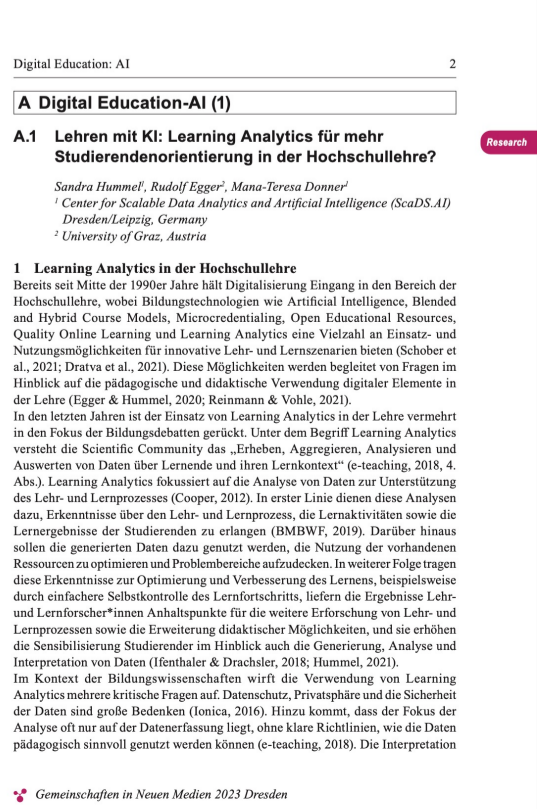 Digital Education: AI 2
A Digital Education-AI (1)
A.1 Lehren mit KI: Learning Analytics für mehr
Studierendenorientierung in der Hochschullehre?
Research
Sandra Hummel¹, Rudolf Egger², Mana-Teresa Donner¹
¹ Center for Scalable Data Analytics and Artificial Intelligence (ScaDS.AI)
Dresden/Leipzig, Germany
² University of Graz, Austria
1 Learning Analytics in der Hochschullehre
Bereits seit Mitte der 1990er Jahre hält Digitalisierung Eingang in den Bereich der
Hochschullehre, wobei Bildungstechnologien wie Artificial Intelligence, Blended
and Hybrid Course Models, Microcredentialing, Open Educational Resources,
Quality Online Learning und Learning Analytics eine Vielzahl an Einsatz- und
Nutzungsmöglichkeiten für innovative Lehr- und Lernszenarien bieten (Schober et
al., 2021; Dratva et al., 2021). Diese Möglichkeiten werden begleitet von Fragen im
Hinblick auf die pädagogische und didaktische Verwendung digitaler Elemente in
der Lehre (Egger & Hummel, 2020; Reinmann & Vohle, 2021).
In den letzten Jahren ist der Einsatz von Learning Analytics in der Lehre vermehrt
in den Fokus der Bildungsdebatten gerückt. Unter dem Begriff Learning Analytics
versteht die Scientific Community das „Erheben, Aggregieren, Analysieren und
Auswerten von Daten über Lernende und ihren Lernkontext“ (e-teaching, 2018, 4.
Abs.). Learning Analytics fokussiert auf die Analyse von Daten zur Unterstützung
des Lehr- und Lernprozesses (Cooper, 2012). In erster Linie dienen diese Analysen
dazu, Erkenntnisse über den Lehr- und Lernprozess, die Lernaktivitäten sowie die
Lernergebnisse der Studierenden zu erlangen (BMBWF, 2019). Darüber hinaus
sollen die generierten Daten dazu genutzt werden, die Nutzung der vorhandenen
Ressourcen zu optimieren und Problembereiche aufzudecken. In weiterer Folge tragen
diese Erkenntnisse zur Optimierung und Verbesserung des Lernens, beispielsweise
durch einfachere Selbstkontrolle des Lernfortschritts, liefern die Ergebnisse Lehr-
und Lernforscher*innen Anhaltspunkte für die weitere Erforschung von Lehr- und
Lernprozessen sowie die Erweiterung didaktischer Möglichkeiten, und sie erhöhen
die Sensibilisierung Studierender im Hinblick auch die Generierung, Analyse und
Interpretation von Daten (Ifenthaler & Drachsler, 2018; Hummel, 2021).
Im Kontext der Bildungswissenschaften wirft die Verwendung von Learning
Analytics mehrere kritische Fragen auf. Datenschutz, Privatsphäre und die Sicherheit
der Daten sind große Bedenken (Ionica, 2016). Hinzu kommt, dass der Fokus der
Analyse oft nur auf der Datenerfassung liegt, ohne klare Richtlinien, wie die Daten
pädagogisch sinnvoll genutzt werden können (e-teaching, 2018). Die Interpretation
Gemeinschaften in Neuen Medien 2023 Dresden